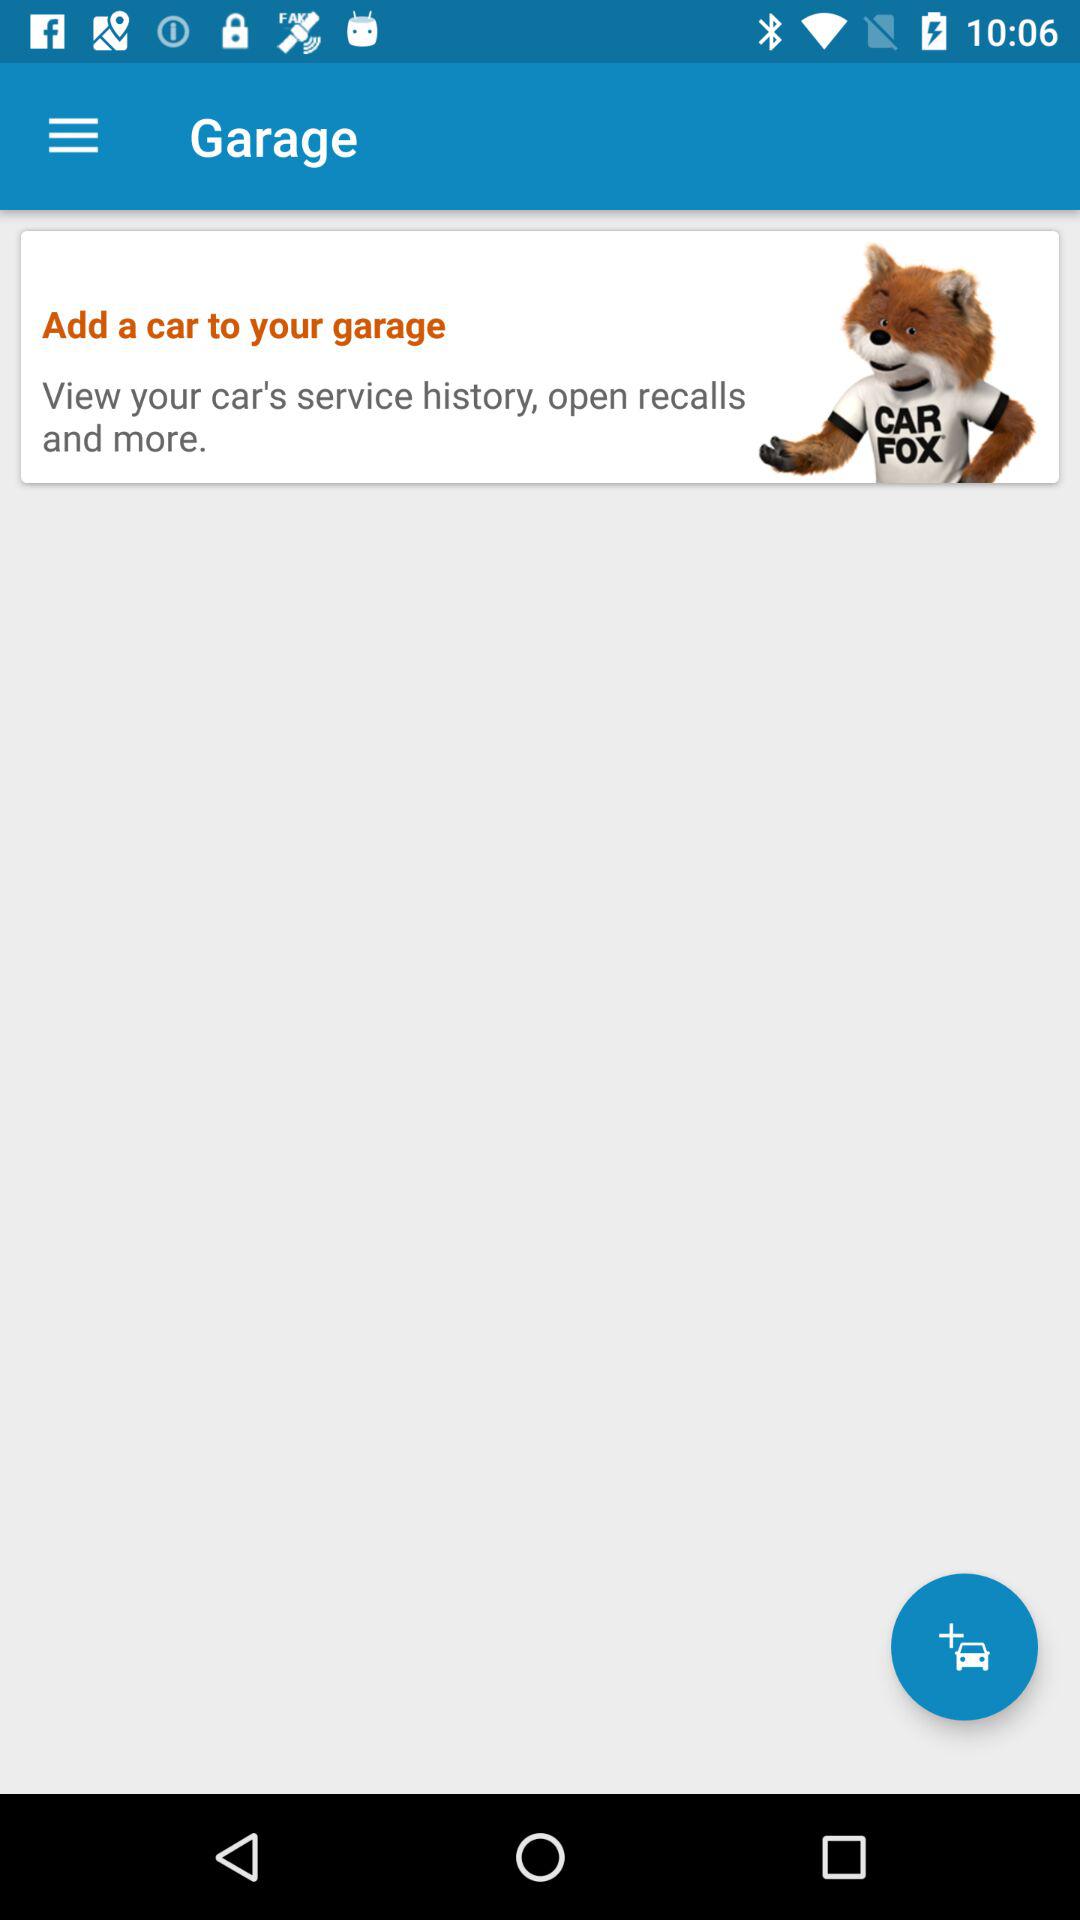 FAKE
10:06
Garage
Add a car to your garage
View your car's service history, open recalls
and more.
CAR
FOX